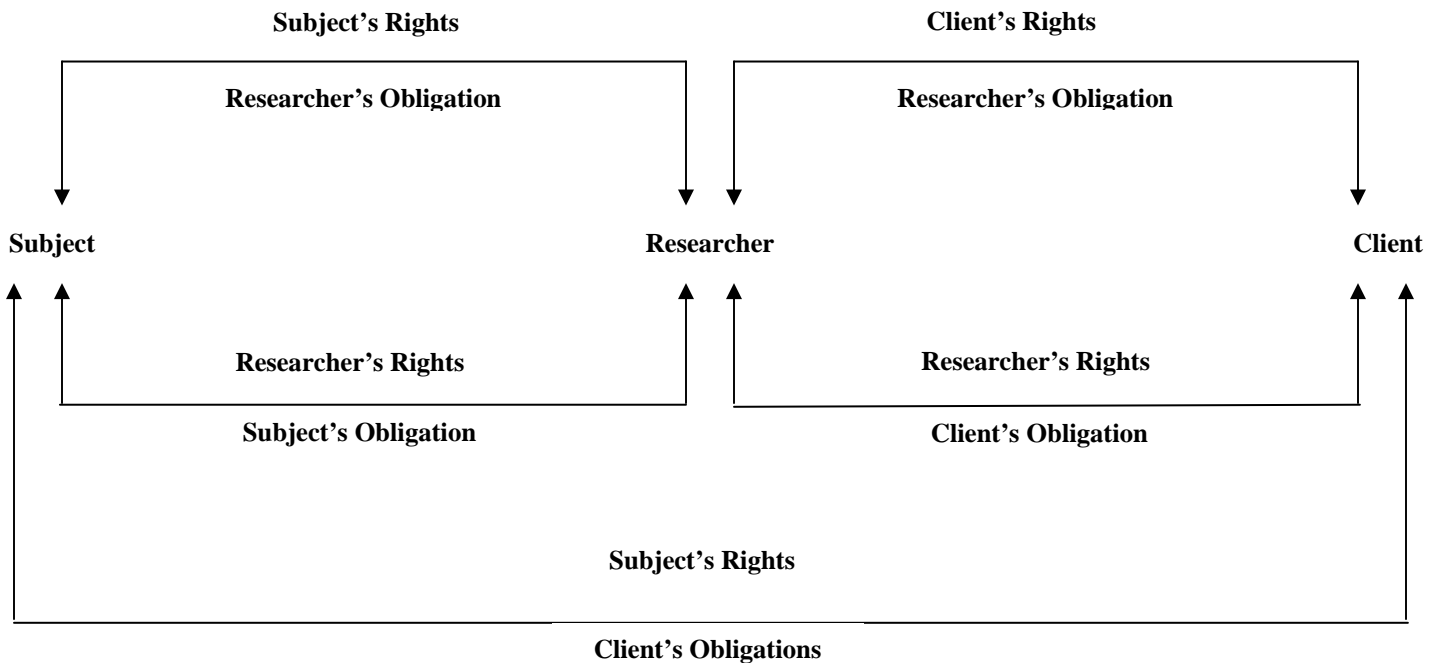 Subject’s Rights
Client’s Rights
Researcher’s Obligation
Researcher’s Obligation
Subject
Researcher
Client
Researcher’s Rights
Researcher’s Rights
Subject’s Obligation
Client’s Obligation
Subject’s Rights
Client’s Obligations